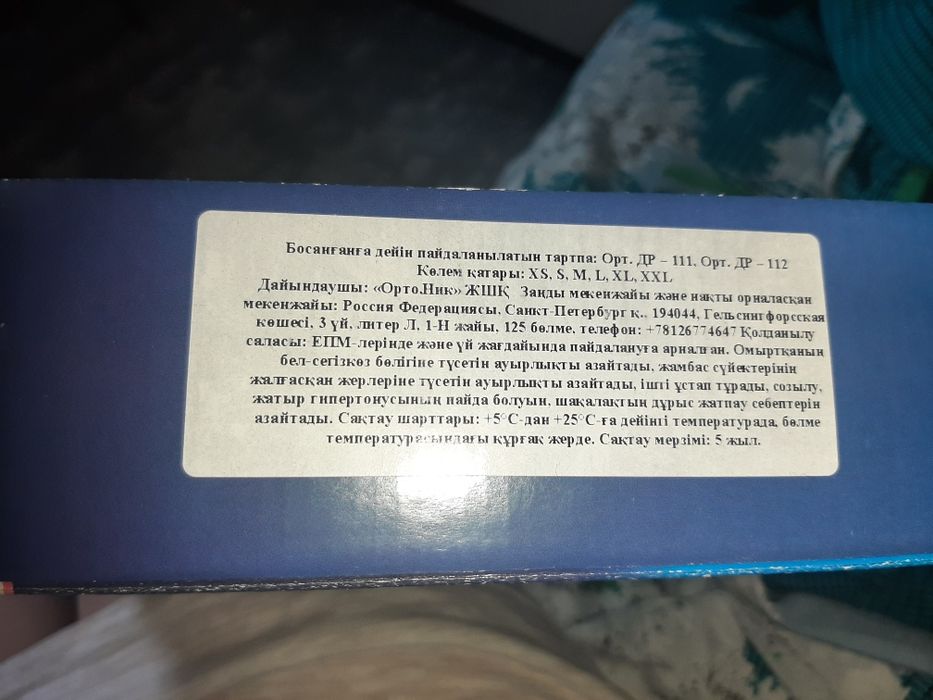 Босанғанға дейін пайдаланылатын тартпа: Орт. ДР – 111, Орт. ДР – 112
Көлем қатары: XS, S, M, L, XL, XXL
Дайындаушы: «Орто.Ник» ЖШҚ Заңды мекенжайы және нақты орналасқан
мекенжайы: Россия Федерациясы, Санкт-Петербург қ., 194044, Гельсингфорсская
көшесі, 3 үй, литер Л, 1-Н жайы, 125 бөлме, телефон: +78126774647 Қолданылу
саласы: ЕПМ-лерінде және үй жағдайында пайдалануға арналған. Омыртқаның
бел-сегізкөз бөлігіне түсетін ауырлықты азайтады, жамбас сүйектерінің
жалғасқан жерлеріне түсетін ауырлықты азайтады, ішті ұстап тұрады, созылу,
жатыр гипертонусының пайда болуын, шақалақтың дұрыс жатпау себептерін
азайтады. Сақтау шарттары: +5°С-дан +25°С-ға дейінгі температурада, бөлме
температурасындағы құрғақ жерде. Сақтау мерзімі: 5 жыл.